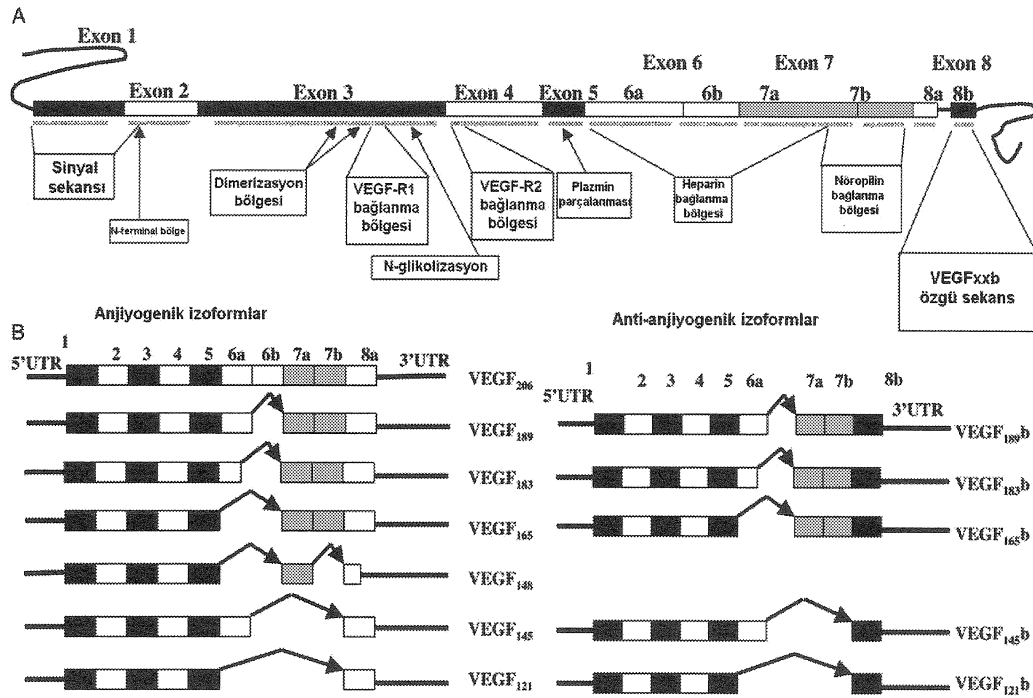 A
Exon 1
Exon 2
Exon 3
Exon 4
Exon 5
Exon 6
6a
6b
Exon 7
7a
7b
Exon 8
8a
8b
Sinyal
sekansı
N-terminal bölge
Dimerizasyon
bölgesi
VEGF-R1
bağlanma
bölgesi
N-glikolizasyon
VEGF-R2
bağlanma
bölgesi
Plazmin
parçalanması
Heparin
bağlanma
bölgesi
Nöropilin
bağlanma
bölgesi
VEGFxxb
özgü sekans
B
Anjiyogenik izoformlar
5'UTR
1 2 3 4 5 6a 6b 7a 7b 8a
3'UTR
VEGF206
VEGF189
VEGF183
VEGF165
VEGF148
VEGF145
VEGF121
Anti-anjiyogenik izoformlar
5'UTR
1 2 3 4 5 6a 7a 7b 8b
3'UTR
VEGF189b
VEGF183b
VEGF165b
VEGF145b
VEGF121b